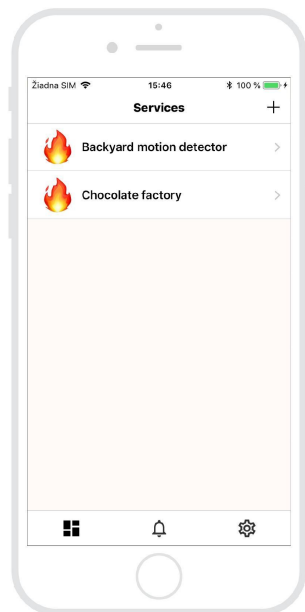 Žiadna SIM 15:46 100 %
Services
Backyard motion detector
Chocolate factory